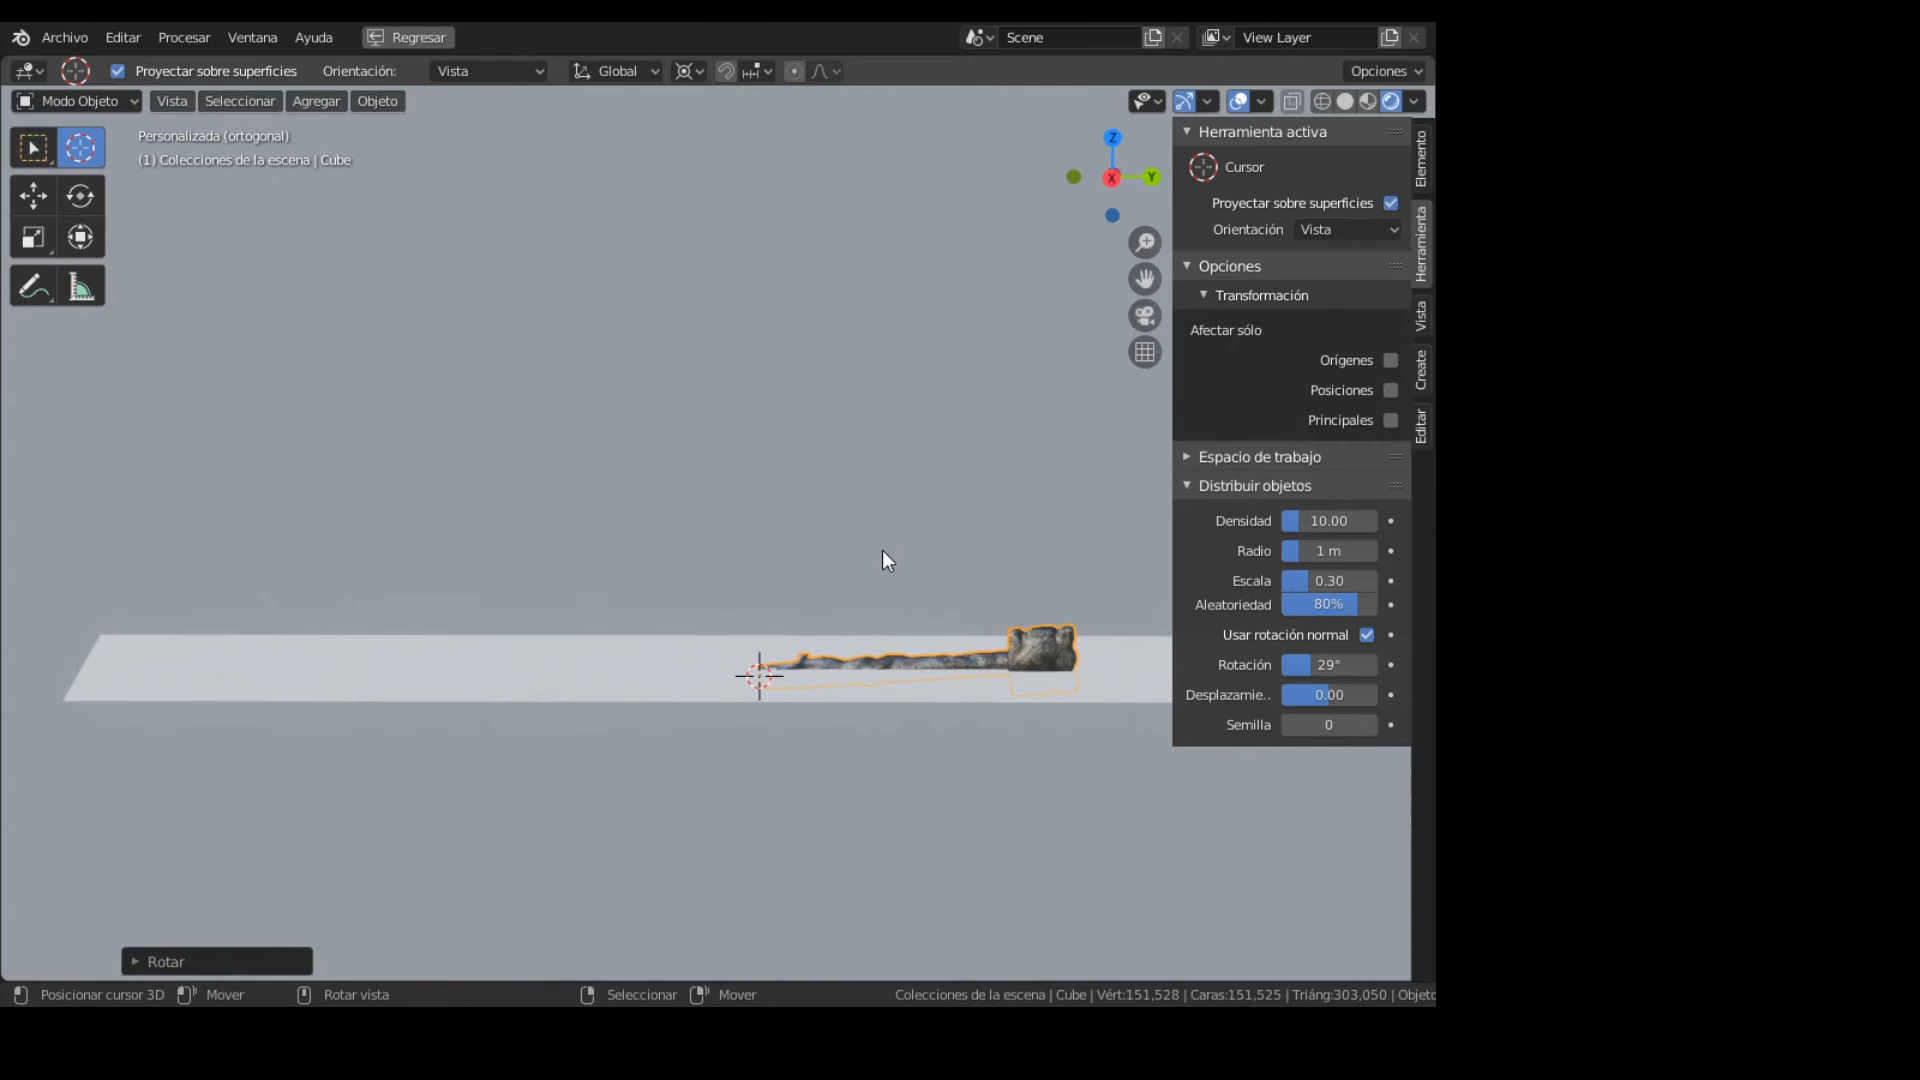 Archivo Editar Procesar Ventana Ayuda Regresar Scene View Layer
Proyectar sobre superficies Orientación: Vista Global Opciones
Modo Objeto Vista Seleccionar Agregar Objeto
Personalizada (ortogonal)
(1) Colecciones de la escena | Cube
Z
X
Y
Herramienta activa
Cursor
Proyectar sobre superficies
Orientación Vista
Opciones
Transformación
Afectar sólo
Orígenes
Posiciones
Principales
Espacio de trabajo
Distribuir objetos
Densidad 10.00
Radio 1 m
Escala 0.30
Aleatoriedad 80%
Usar rotación normal
Rotación 29°
Desplazamie.. 0.00
Semilla 0
Elemento
Herramienta
Vista
Create
Editar
Rotar
Posicionar cursor 3D Mover Rotar vista Seleccionar Mover Colecciones de la escena | Cube | Vért:151,528 | Caras:151,525 | Triáng:303,050 | Objeto